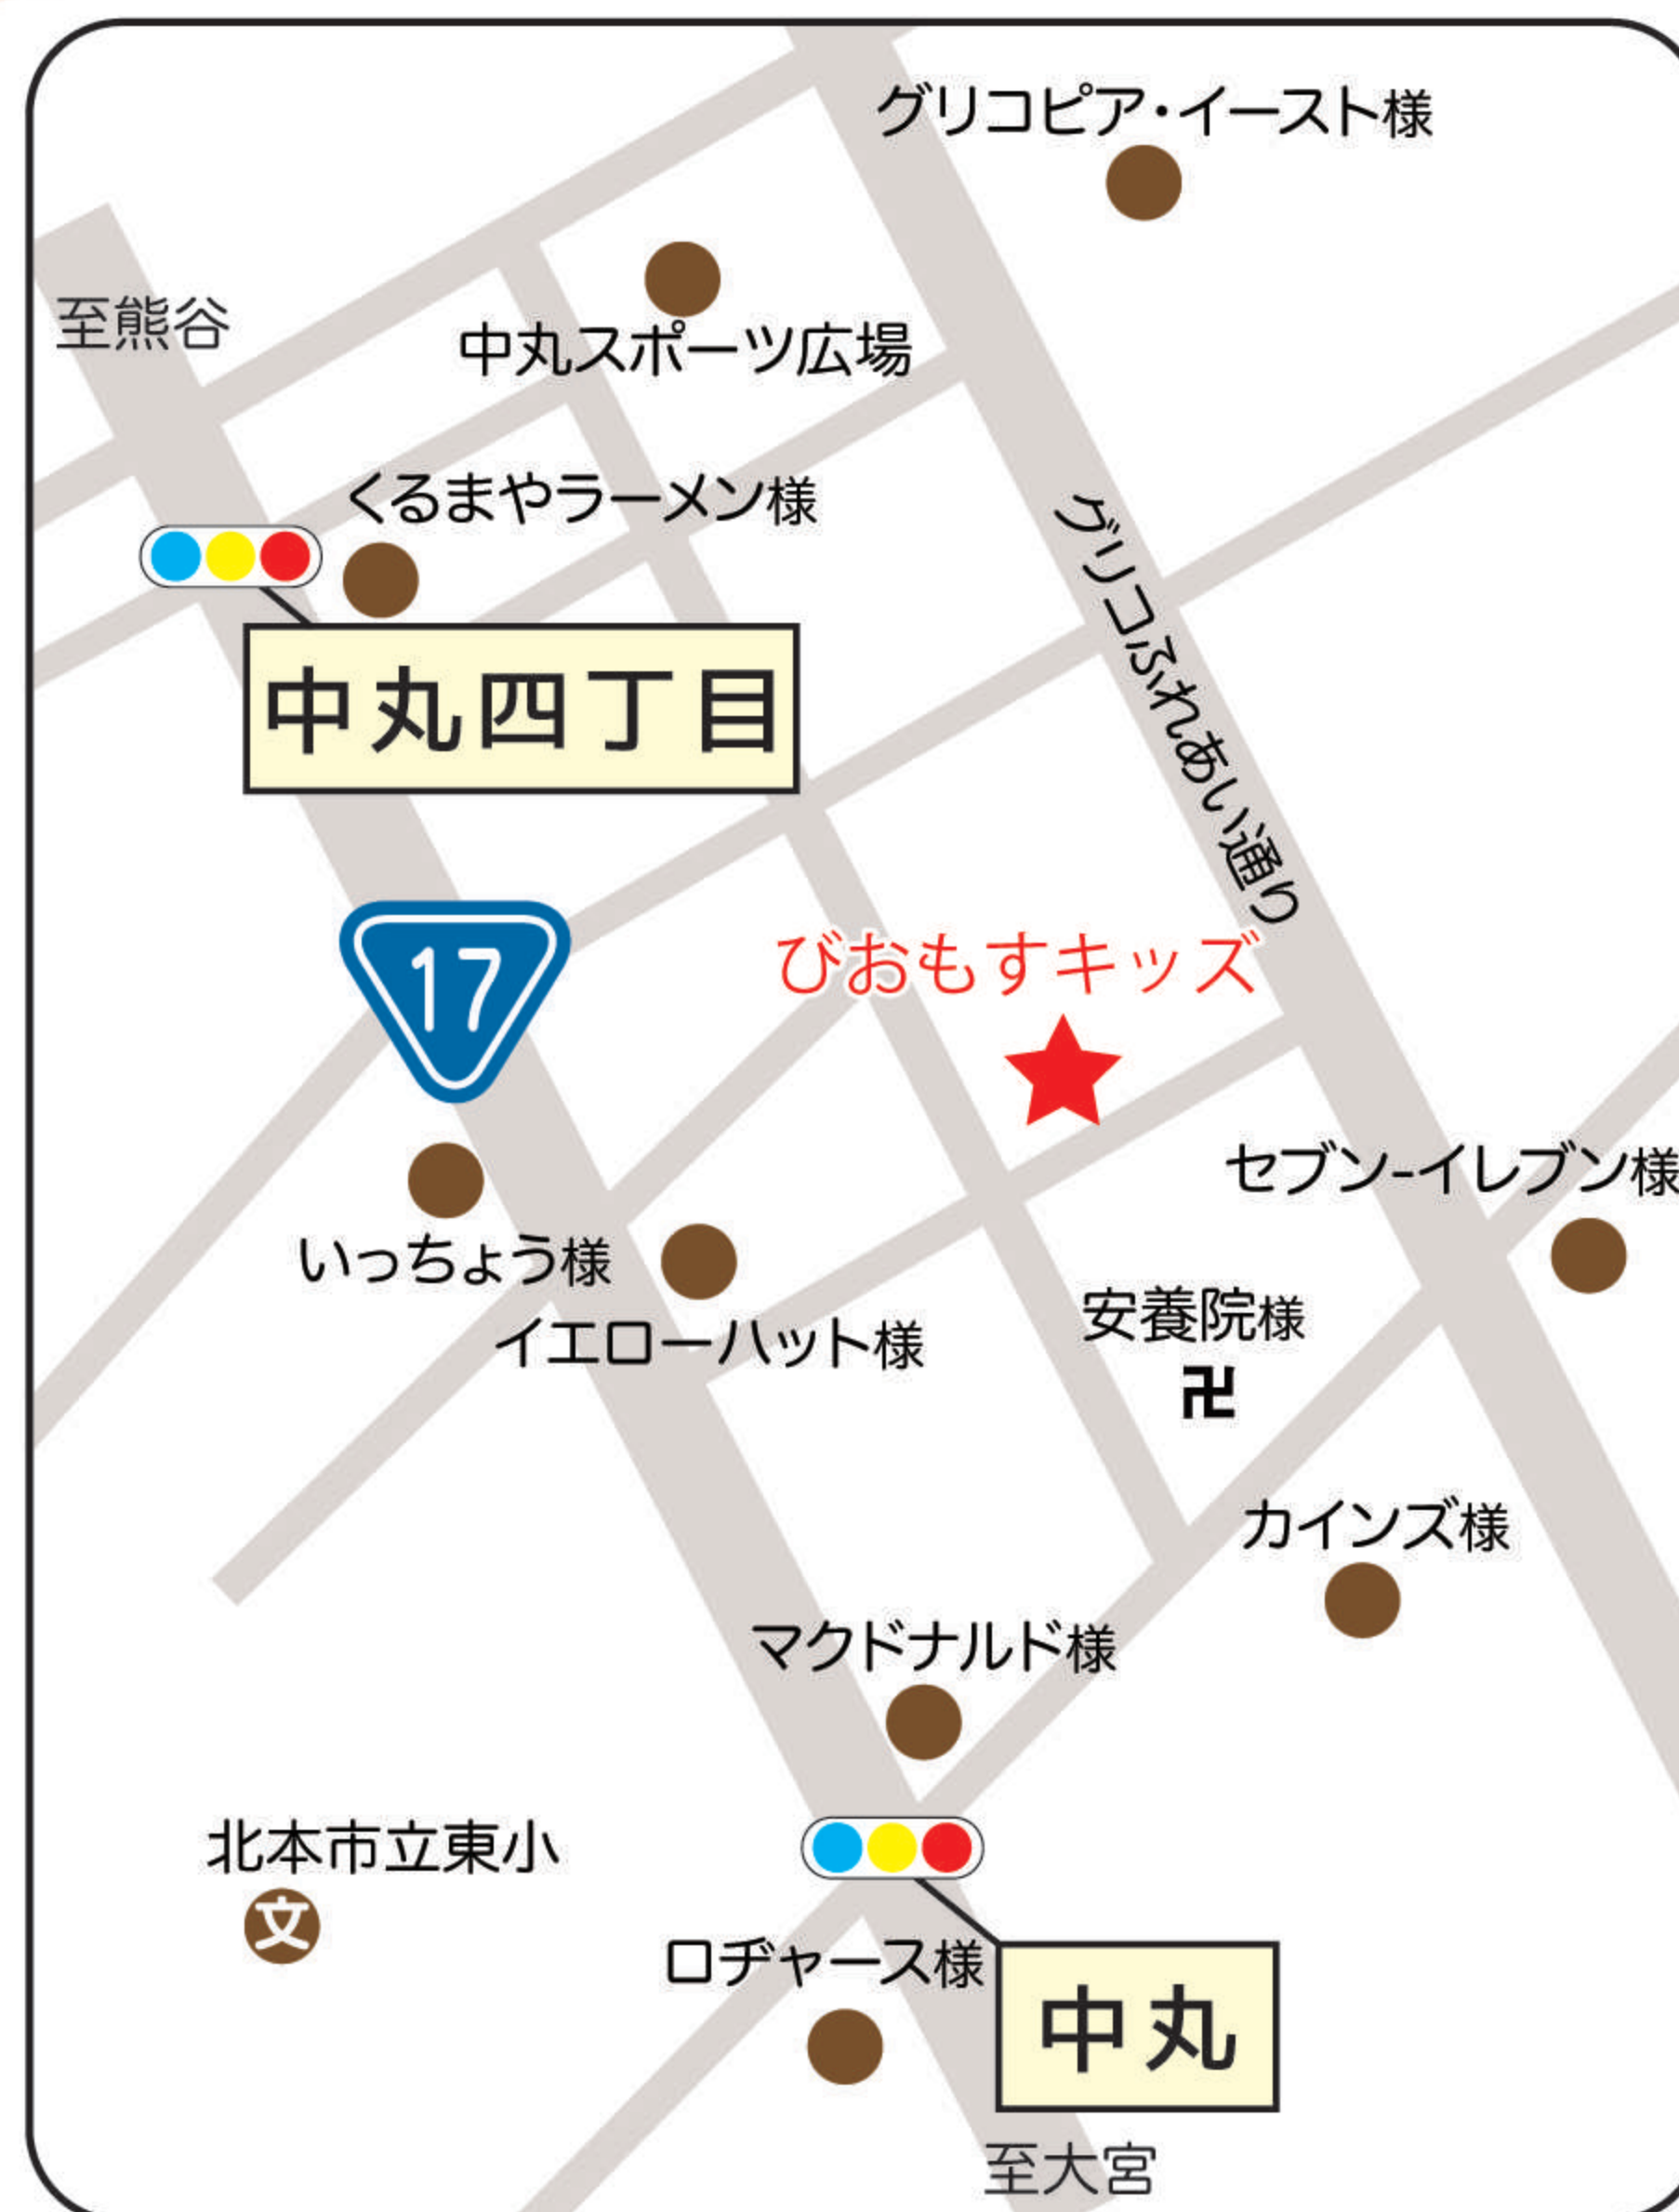 グリコピア・イースト様
至熊谷
中丸スポーツ広場
くるまやラーメン様
中丸四丁目
グリコふれあい通り
17
びおもすキッズ
セブン-イレブン様
いっちょう様
イエローハット様
安養院様
卍
カインズ様
マクドナルド様
北本市立東小
文
ロヂャース様
中丸
至大宮